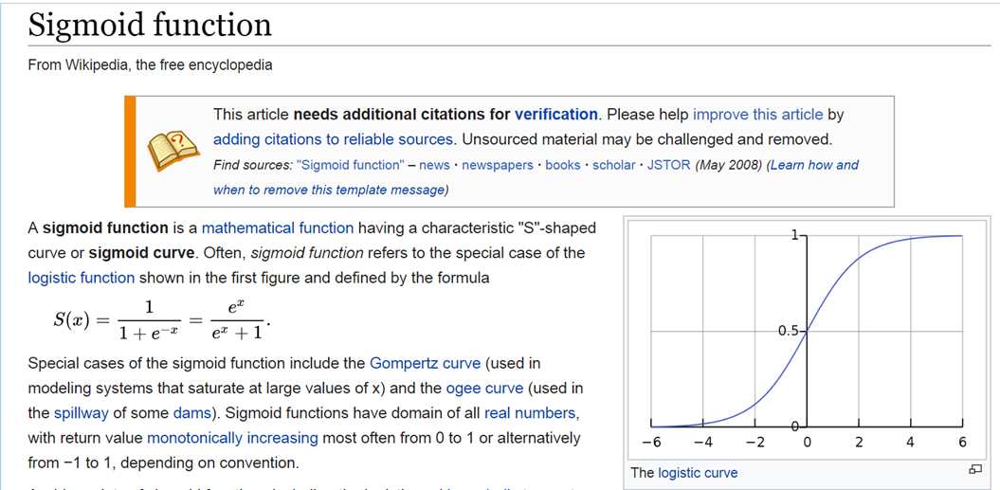 Sigmoid function
From Wikipedia, the free encyclopedia
This article needs additional citations for verification. Please help improve this article by
adding citations to reliable sources. Unsourced material may be challenged and removed.
Find sources: "Sigmoid function" – news · newspapers · books · scholar · JSTOR (May 2008) (Learn how and
when to remove this template message)
A sigmoid function is a mathematical function having a characteristic "S"-shaped
curve or sigmoid curve. Often, sigmoid function refers to the special case of the
logistic function shown in the first figure and defined by the formula
S(x) = 1 / (1 + e^−x) = e^x / (e^x + 1).
Special cases of the sigmoid function include the Gompertz curve (used in
modeling systems that saturate at large values of x) and the ogee curve (used in
the spillway of some dams). Sigmoid functions have domain of all real numbers,
with return value monotonically increasing most often from 0 to 1 or alternatively
from −1 to 1, depending on convention.
1
0.5
0
−6 −4 −2 0 2 4 6
The logistic curve